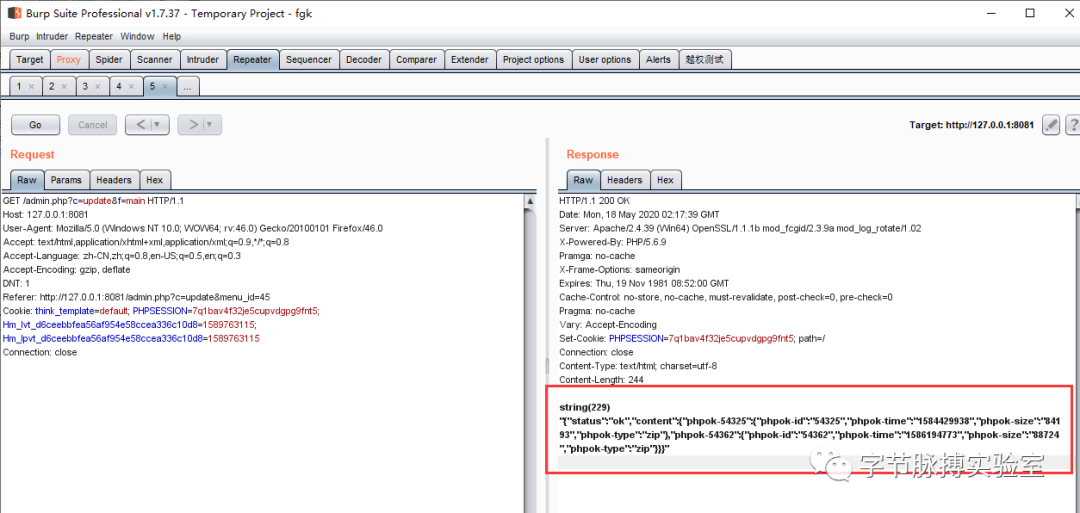 Burp Suite Professional v1.7.37 - Temporary Project - fgk
Burp Intruder Repeater Window Help
Target Proxy Spider Scanner Intruder Repeater Sequencer Decoder Comparer Extender Project options User options Alerts 越权测试
1 × 2 × 3 × 4 × 5 × ...
Go Cancel < | ▼ > | ▼ Target: http://127.0.0.1:8081 ?
Request
Raw Params Headers Hex
GET /admin.php?c=update&f=main HTTP/1.1
Host: 127.0.0.1:8081
User-Agent: Mozilla/5.0 (Windows NT 10.0; WOW64; rv:46.0) Gecko/20100101 Firefox/46.0
Accept: text/html,application/xhtml+xml,application/xml;q=0.9,*/*;q=0.8
Accept-Language: zh-CN,zh;q=0.8,en-US;q=0.5,en;q=0.3
Accept-Encoding: gzip, deflate
DNT: 1
Referer: http://127.0.0.1:8081/admin.php?c=update&menu_id=45
Cookie: think_template=default; PHPSESSION=7q1bav4f32je5cupvdgpg9fnt5;
Hm_lvt_d6ceebbfea56af954e58ccea336c10d8=1589763115;
Hm_lpvt_d6ceebbfea56af954e58ccea336c10d8=1589763115
Connection: close
Response
Raw Headers Hex
HTTP/1.1 200 OK
Date: Mon, 18 May 2020 02:17:39 GMT
Server: Apache/2.4.39 (Win64) OpenSSL/1.1.1b mod_fcgid/2.3.9a mod_log_rotate/1.02
X-Powered-By: PHP/5.6.9
Pramga: no-cache
X-Frame-Options: sameorigin
Expires: Thu, 19 Nov 1981 08:52:00 GMT
Cache-Control: no-store, no-cache, must-revalidate, post-check=0, pre-check=0
Pragma: no-cache
Vary: Accept-Encoding
Set-Cookie: PHPSESSION=7q1bav4f32je5cupvdgpg9fnt5; path=/
Connection: close
Content-Type: text/html; charset=utf-8
Content-Length: 244
string(229)
"{"status":"ok","content":{"phpok-54325":{"phpok-id":"54325","phpok-time":"1584429938","phpok-size":"841
93","phpok-type":"zip"},"phpok-54362":{"phpok-id":"54362","phpok-time":"1586194773","phpok-size":"88724
","phpok-type":"zip"}}}"
字节脉搏实验室